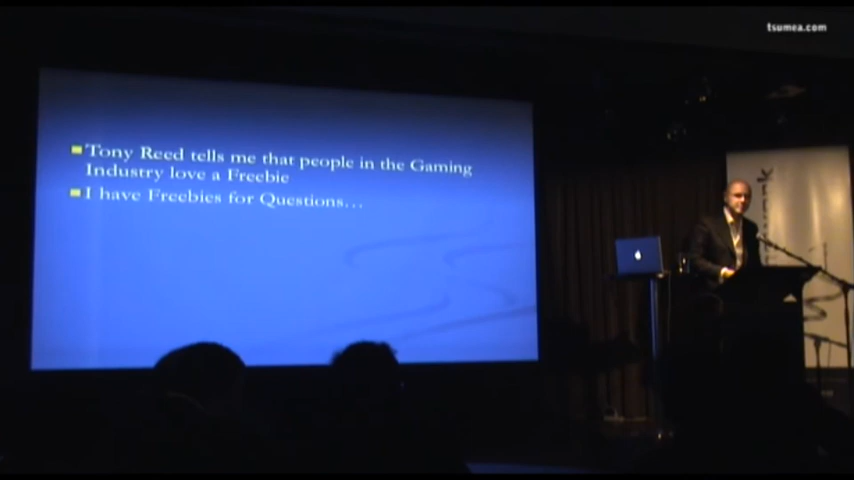 tsumea.com
Tony Reed tells me that people in the Gaming
Industry love a Freebie
I have Freebies for Questions…